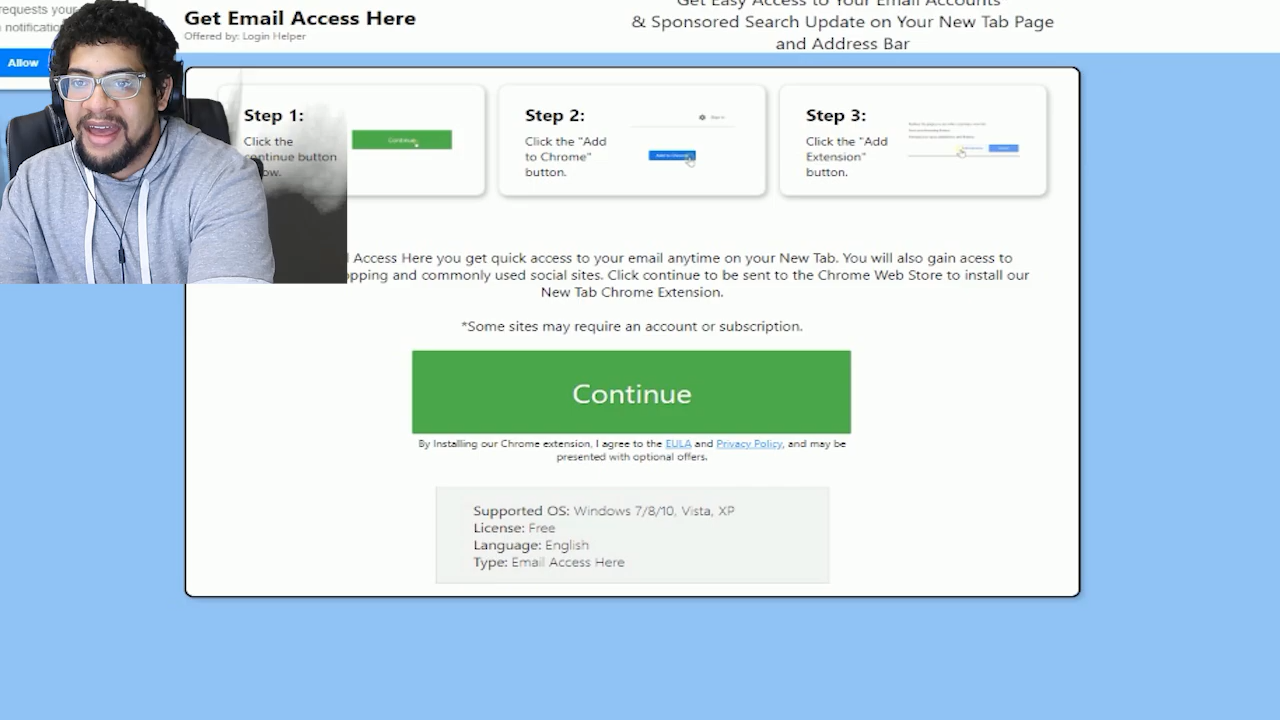 requests your
notification
Allow
Get Email Access Here
Offered by: Login Helper
Get Easy Access to Your Email Accounts
& Sponsored Search Update on Your New Tab Page
and Address Bar
Step 1:
Click the
continue button
Continue
Step 2:
Click the "Add
to Chrome"
button.
Add to Chrome
Step 3:
Click the "Add
Extension"
button.
Access Here you get quick access to your email anytime on your New Tab. You will also gain acess to
and commonly used social sites. Click continue to be sent to the Chrome Web Store to install our
New Tab Chrome Extension.
*Some sites may require an account or subscription.
Continue
By Installing our Chrome extension, I agree to the EULA and Privacy Policy, and may be
presented with optional offers.
Supported OS: Windows 7/8/10, Vista, XP
License: Free
Language: English
Type: Email Access Here